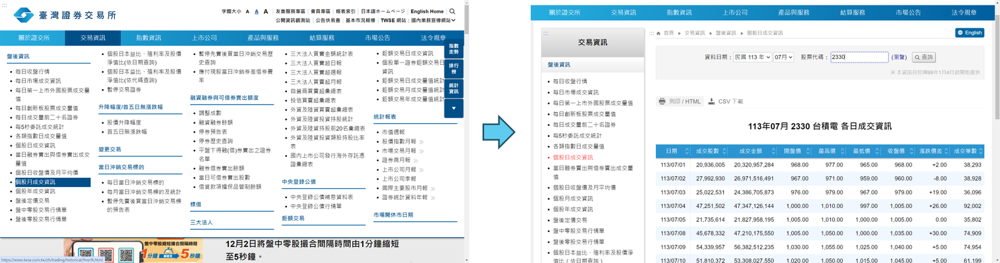 臺灣證券交易所
字體大小 A A A 友善服務專區 會員專區 報表索引 日本語ホームページ English Home
公開資訊觀測站 公告快易查 基本市況報導 TWSE 網站：國內業務宣導網站
關於證交所 交易資訊 指數資訊 上市公司 產品與服務 結算服務 市場公告 法令規章
指數走勢
排行榜
統計資訊
盤後資訊
每日收盤行情
每日市場成交資訊
每日第一上市外國股票成交量
值
每日創新板股票成交量值
每日成交量前二十名證券
每5秒委託成交統計
各類指數日成交量值
個股日成交資訊
當日融券賣出與借券賣出成交
量值
個股日收盤價及月平均價
個股月成交資訊
個股年成交資訊
盤後定價交易
盤中零股交易行情單
盤後零股交易行情單
個股日本益比、殖利率及股價
淨值比(依日期查詢)
個股日本益比、殖利率及股價
淨值比(依代碼查詢)
暫停交易證券
升降幅度/首五日無漲跌幅
股價升降幅度
首五日無漲跌幅
變更交易
當日沖銷交易標的
每日當日沖銷交易標的
每月當日沖銷交易標的及統計
暫停先賣後買當日沖銷交易標
的預告表
暫停先賣後買當日沖銷交易歷
史查詢
應付現股當日沖銷券差借券費
率
融資融券與可借券賣出額度
調整成數
融資融券餘額
停券預告表
停券歷史查詢
平盤下得融(借)券賣出之證券
名單
融券借券賣出餘額
當日可借券賣出股數
借貸款項擔保品管制餘額
標借
三大法人
三大法人買賣金額統計表
三大法人買賣超日報
三大法人買賣超週報
三大法人買賣超月報
自營商買賣超彙總表
投信買賣超彙總表
外資及陸資買賣超彙總表
外資及陸資投資持股統計
外資及陸資持股前20名彙總表
外資及陸資投資類股持股比率
表
國內上市公司發行海外存託憑
證彙總表
中央登錄公債
中央登錄公債補息資料表
中央登錄公債行情單
鉅額交易
鉅額交易日成交資訊
個股單一證券鉅額交易日
資訊
鉅額交易日成交量值統計
鉅額交易月成交量值統計
鉅額交易年成交量值統計
統計報表
市值週報
股價指數月報
市場交易月報
證券商月報
上市公司月報
上市公司季報
國際主要股市月報
證券統計資料年報
市場開休市日期
盤中零股縮短撮合間隔時間
1分鐘 5秒鐘
12月2日將盤中零股撮合間隔時間由1分鐘縮短
至5秒鐘。
https://www.twse.com.tw/zh/trading/historical/fmsrfk.html
關於證交所 交易資訊 指數資訊 上市公司 產品與服務 結算服務 市場公告 法令規章
交易資訊
盤後資訊
每日收盤行情
每日市場成交資訊
每日第一上市外國股票成交量值
每日創新板股票成交量值
每日成交量前二十名證券
每5秒委託成交統計
各類指數日成交量值
個股日成交資訊
當日融券賣出與借券賣出成交量
值
個股日收盤價及月平均價
個股月成交資訊
個股年成交資訊
盤後定價交易
盤中零股交易行情單
盤後零股交易行情單
個股日本益比、殖利率及股價淨
值比（依日期查詢）
首頁 交易資訊 盤後資訊 個股日成交資訊
English
資料日期： 民國 113 年 07月 股票代碼： 2330 (瀏覽) 查詢
※ 本資訊自民國99年1月4日起開始提供
列印 / HTML CSV 下載
113年07月 2330 台積電 各日成交資訊
日期 成交股數 成交金額 開盤價 最高價 最低價 收盤價 漲跌價差 成交筆數
113/07/01 20,936,005 20,320,957,284 968.00 977.00 965.00 968.00 +2.00 38,293
113/07/02 27,992,930 26,971,516,491 967.00 971.00 959.00 960.00 -8.00 38,928
113/07/03 25,022,531 24,386,705,873 976.00 979.00 967.00 979.00 +19.00 36,096
113/07/04 47,251,502 47,347,126,144 1,000.00 1,010.00 997.00 1,005.00 +26.00 92,002
113/07/05 21,735,614 21,827,958,195 1,005.00 1,010.00 1,000.00 1,005.00 0.00 35,802
113/07/08 45,678,332 47,210,175,550 1,005.00 1,050.00 1,000.00 1,035.00 +30.00 74,909
113/07/09 54,339,957 56,382,512,235 1,030.00 1,055.00 1,025.00 1,040.00 +5.00 74,954
113/07/10 51,810,372 53,308,027,550 1,020.00 1,050.00 1,015.00 1,045.00 +5.00 61,199